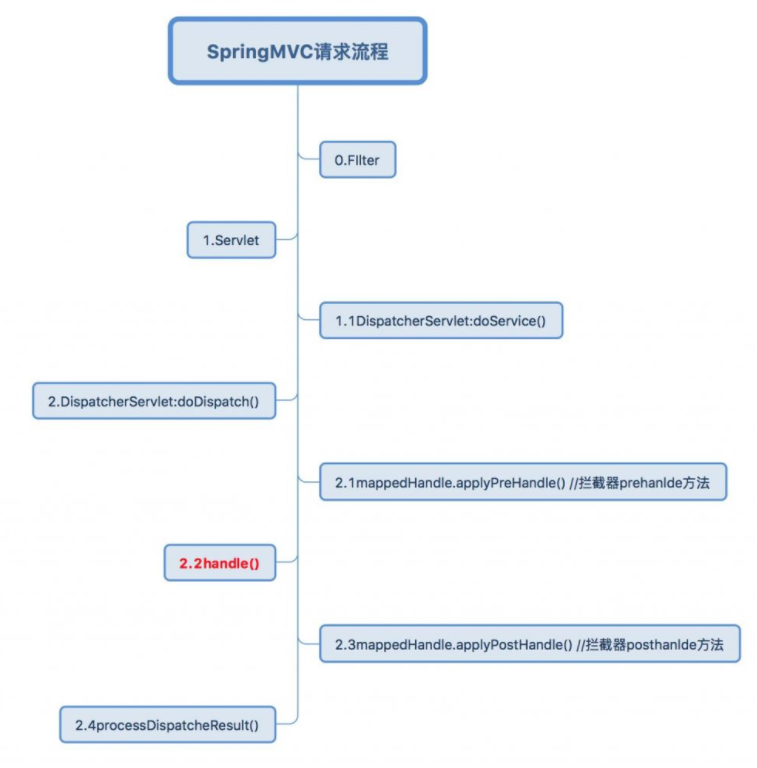 SpringMVC请求流程
0.FIlter
1.Servlet
1.1DispatcherServlet:doService()
2.DispatcherServlet:doDispatch()
2.1mappedHandle.applyPreHandle() //拦截器prehanlde方法
2.2handle()
2.3mappedHandle.applyPostHandle() //拦截器posthanlde方法
2.4processDispatcheResult()